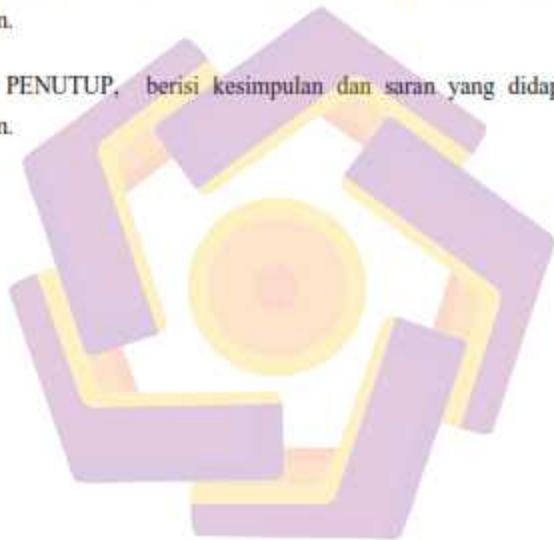 n.
PENUTUP, berisi kesimpulan dan saran yang didap
n.